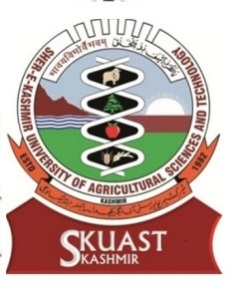 SHER-E-KASHMIR UNIVERSITY OF AGRICULTURAL SCIENCES AND TECHNOLOGY
ESTD
1982
KASHMIR
SKUAST
KASHMIR